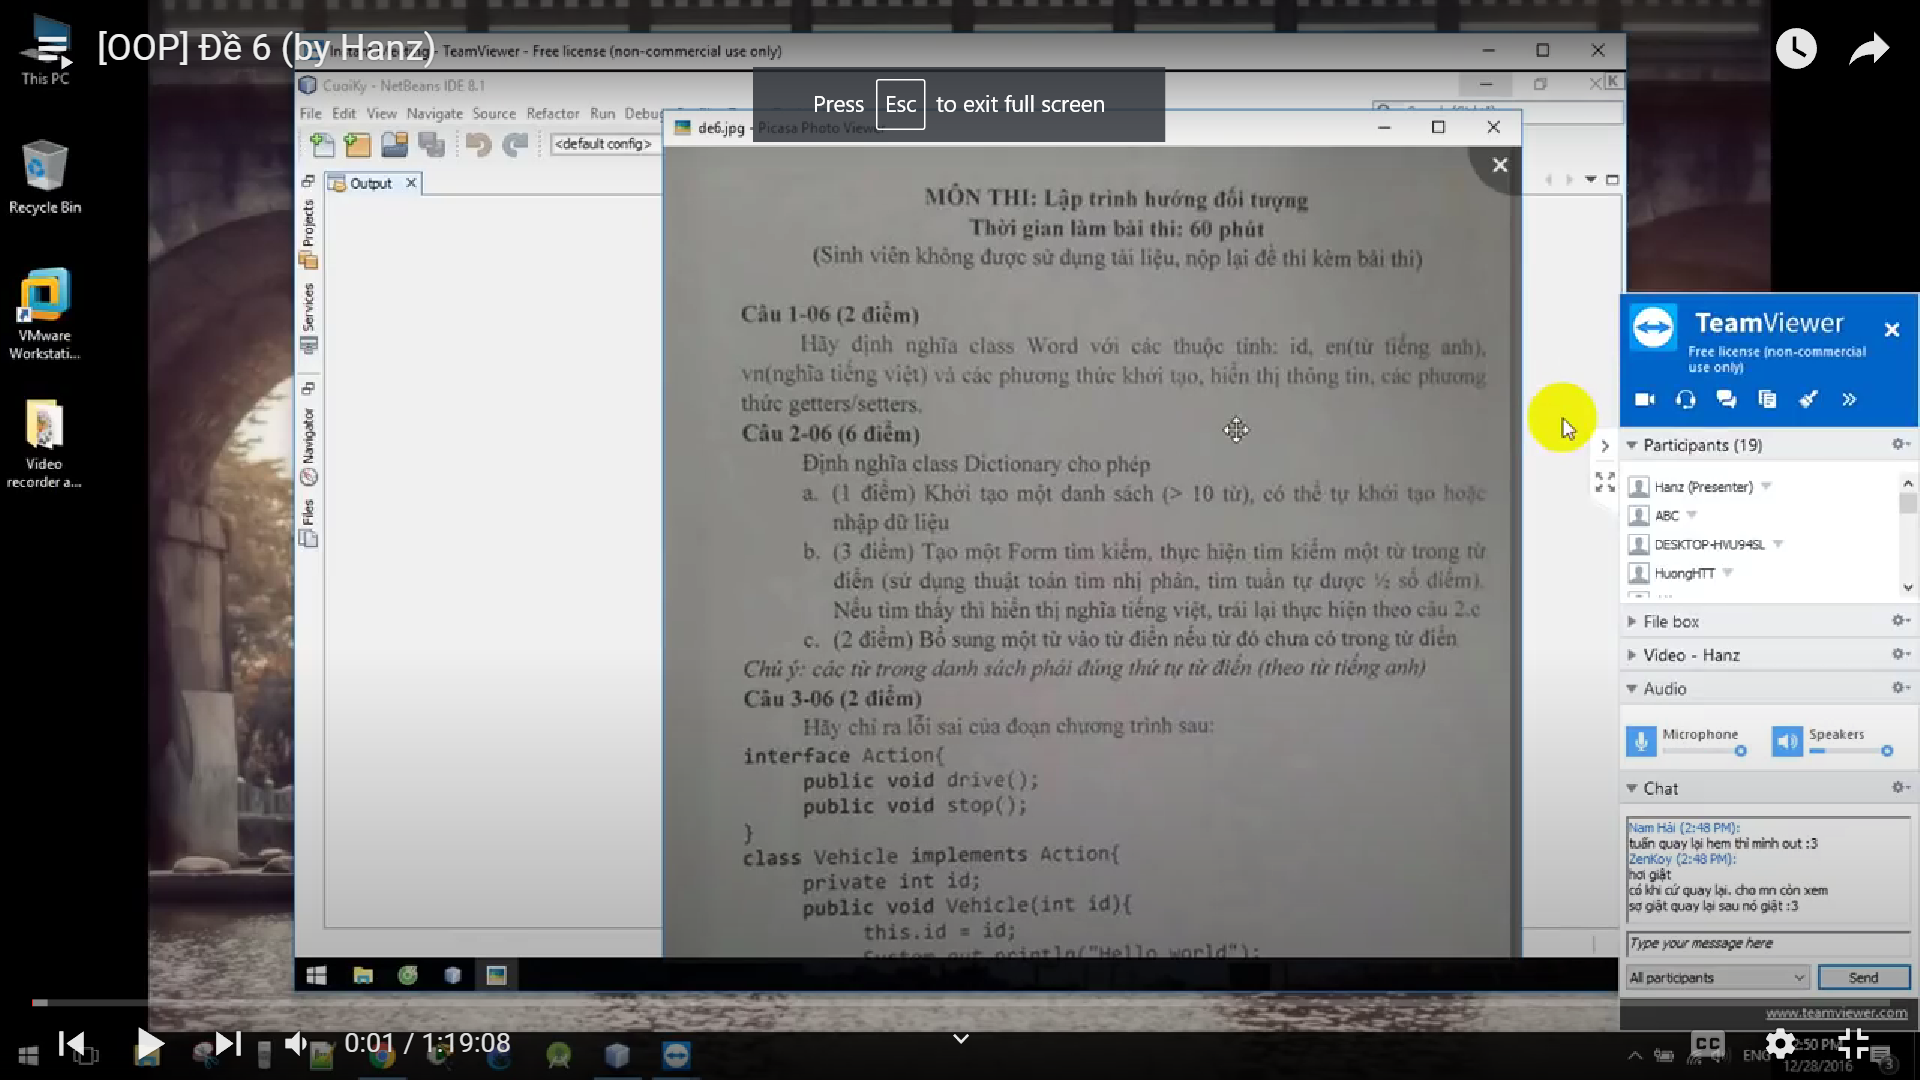 [OOP] Đề 6 (by Hanz)
TeamViewer - Free license (non-commercial use only)
This PC
CuoiKy - NetBeans IDE 8.1
Press Esc to exit full screen
File Edit View Navigate Source Refactor Run Debug
de6.jpg - Picasa Photo Viewer
<default config>
Output
Recycle Bin
VMware
Workstati...
Video
recorder a...
Projects
Services
Navigator
Files
MÔN THI: Lập trình hướng đối tượng
Thời gian làm bài thi: 60 phút
(Sinh viên không được sử dụng tài liệu, nộp lại đề thi kèm bài thi)
Câu 1-06 (2 điểm)
Hãy định nghĩa class Word với các thuộc tính: id, en(từ tiếng anh),
vn(nghĩa tiếng việt) và các phương thức khởi tạo, hiển thị thông tin, các phương
thức getters/setters.
Câu 2-06 (6 điểm)
Định nghĩa class Dictionary cho phép
a. (1 điểm) Khởi tạo một danh sách (> 10 từ), có thể tự khởi tạo hoặc
nhập dữ liệu
b. (3 điểm) Tạo một Form tìm kiếm, thực hiện tìm kiếm một từ trong từ
điển (sử dụng thuật toán tìm nhị phân, tìm tuần tự được ½ số điểm).
Nếu tìm thấy thì hiển thị nghĩa tiếng việt, trái lại thực hiện theo câu 2.c
c. (2 điểm) Bổ sung một từ vào từ điển nếu từ đó chưa có trong từ điển
Chú ý: các từ trong danh sách phải đúng thứ tự từ điển (theo từ tiếng anh)
Câu 3-06 (2 điểm)
Hãy chỉ ra lỗi sai của đoạn chương trình sau:
interface Action{
public void drive();
public void stop();
}
class Vehicle implements Action{
private int id;
public void Vehicle(int id){
this.id = id;
System.out.println("Hello world");
TeamViewer
Free license (non-commercial
use only)
Participants (19)
Hanz (Presenter)
ABC
DESKTOP-HVU94SL
HuongHTT
File box
Video - Hanz
Audio
Microphone
Speakers
Chat
Nam Hải (2:48 PM):
tuấn quay lại hem thì mình out :3
ZenKoy (2:48 PM):
hơi giật
có khi cứ quay lại. cho mn còn xem
sợ giật quay lại sau nó giật :3
Type your message here
All participants
Send
www.teamviewer.com
0:01 / 1:19:08
CC
ENG
2:50 PM
12/28/2016
3